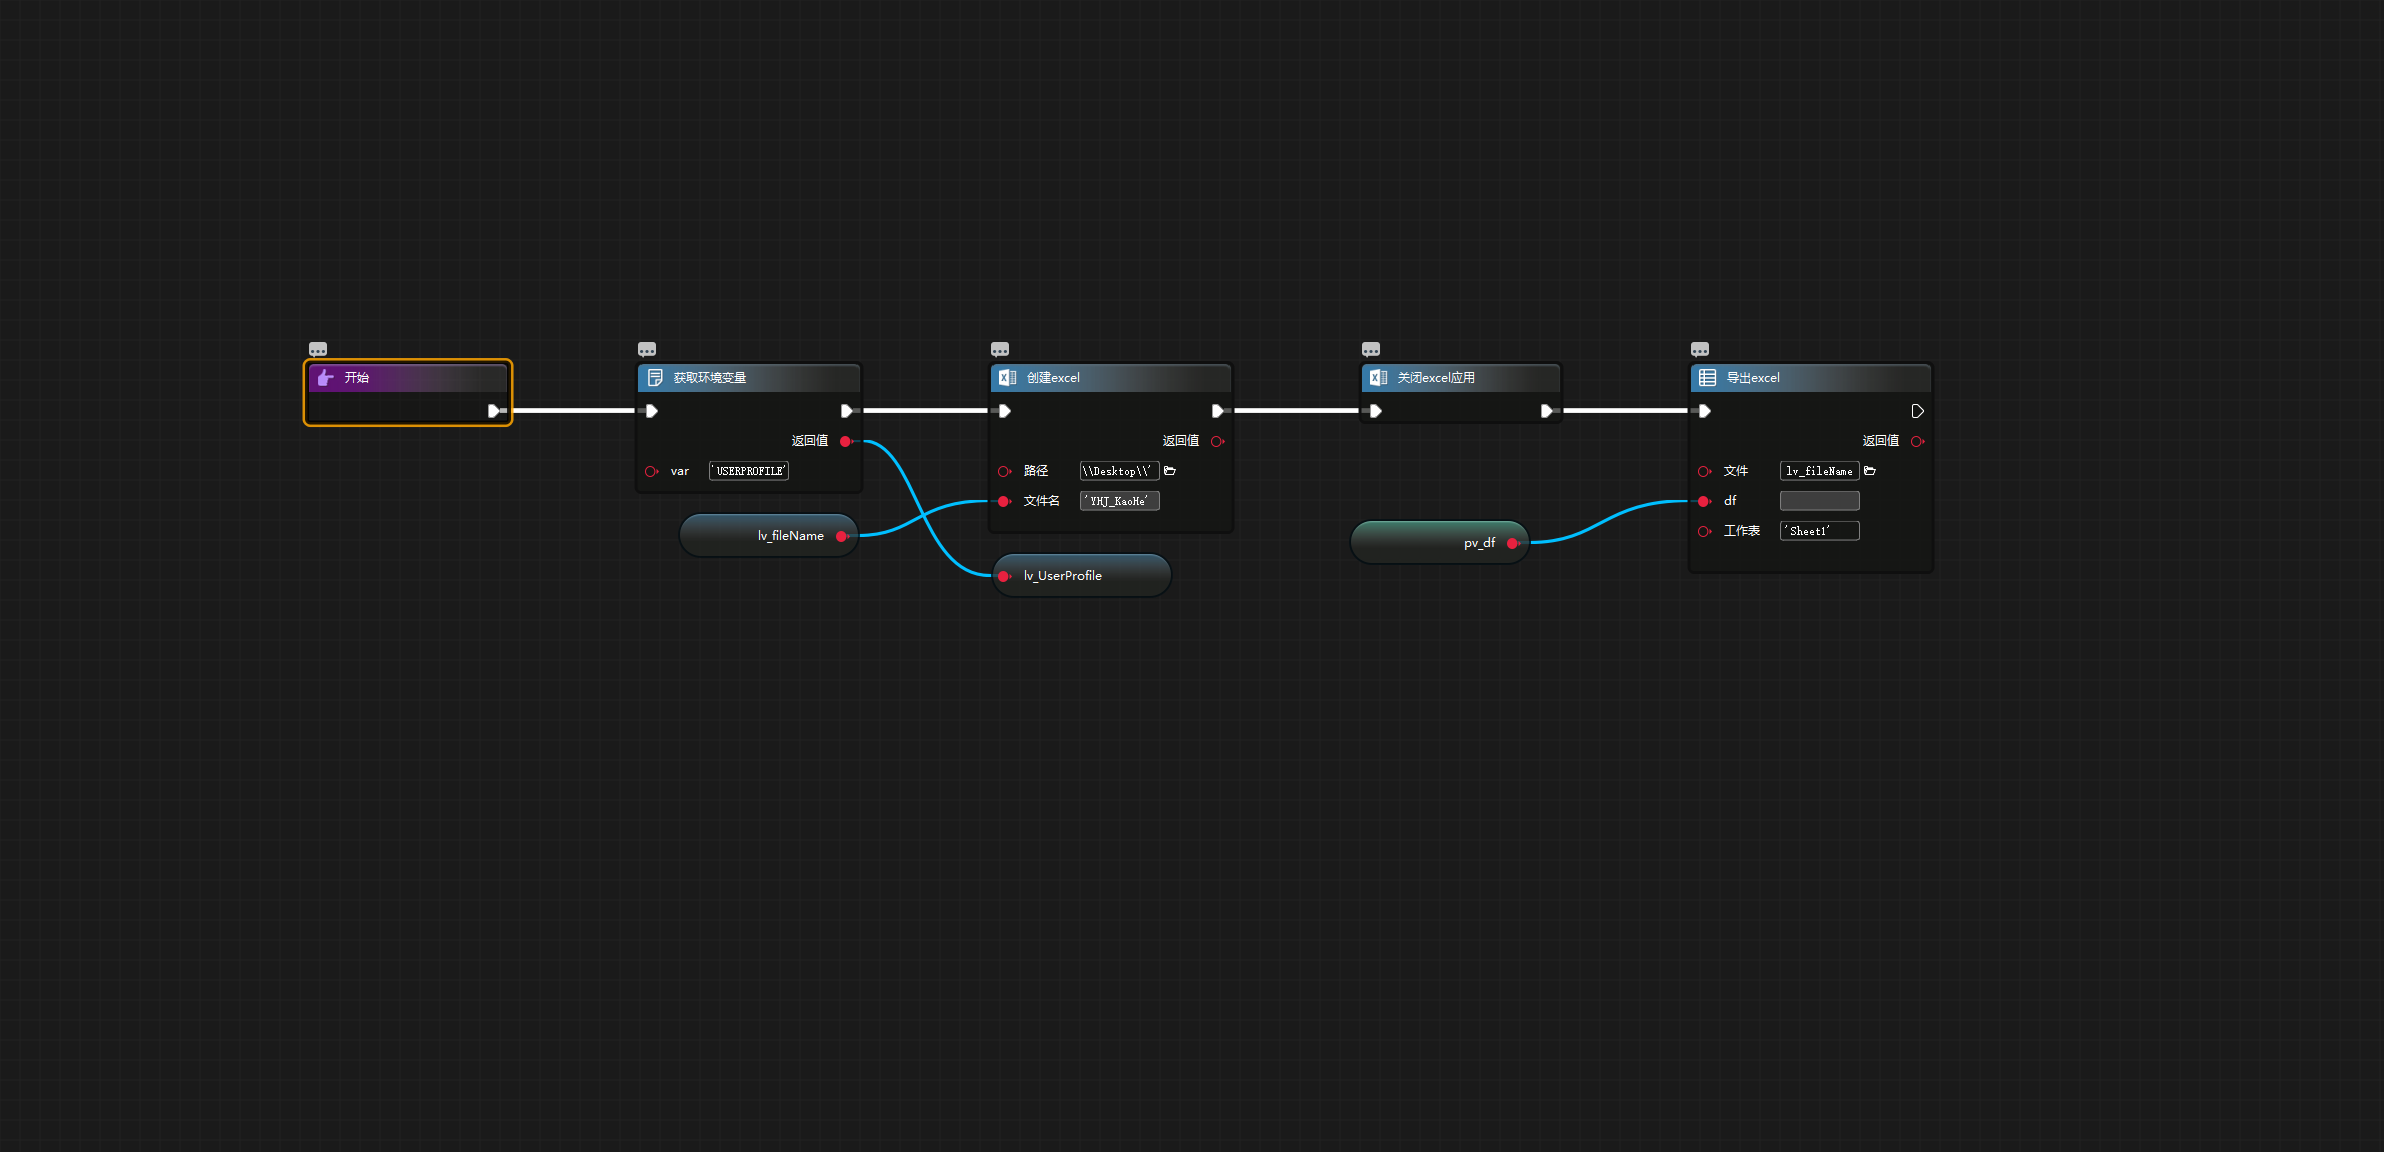 开始
获取环境变量
返回值
var 'USERPROFILE'
lv_fileName
创建excel
返回值
路径 \\Desktop\\'
文件名 'YHJ_KaoHe'
lv_UserProfile
关闭excel应用
pv_df
导出excel
返回值
文件 lv_fileName
df
工作表 'Sheet1'